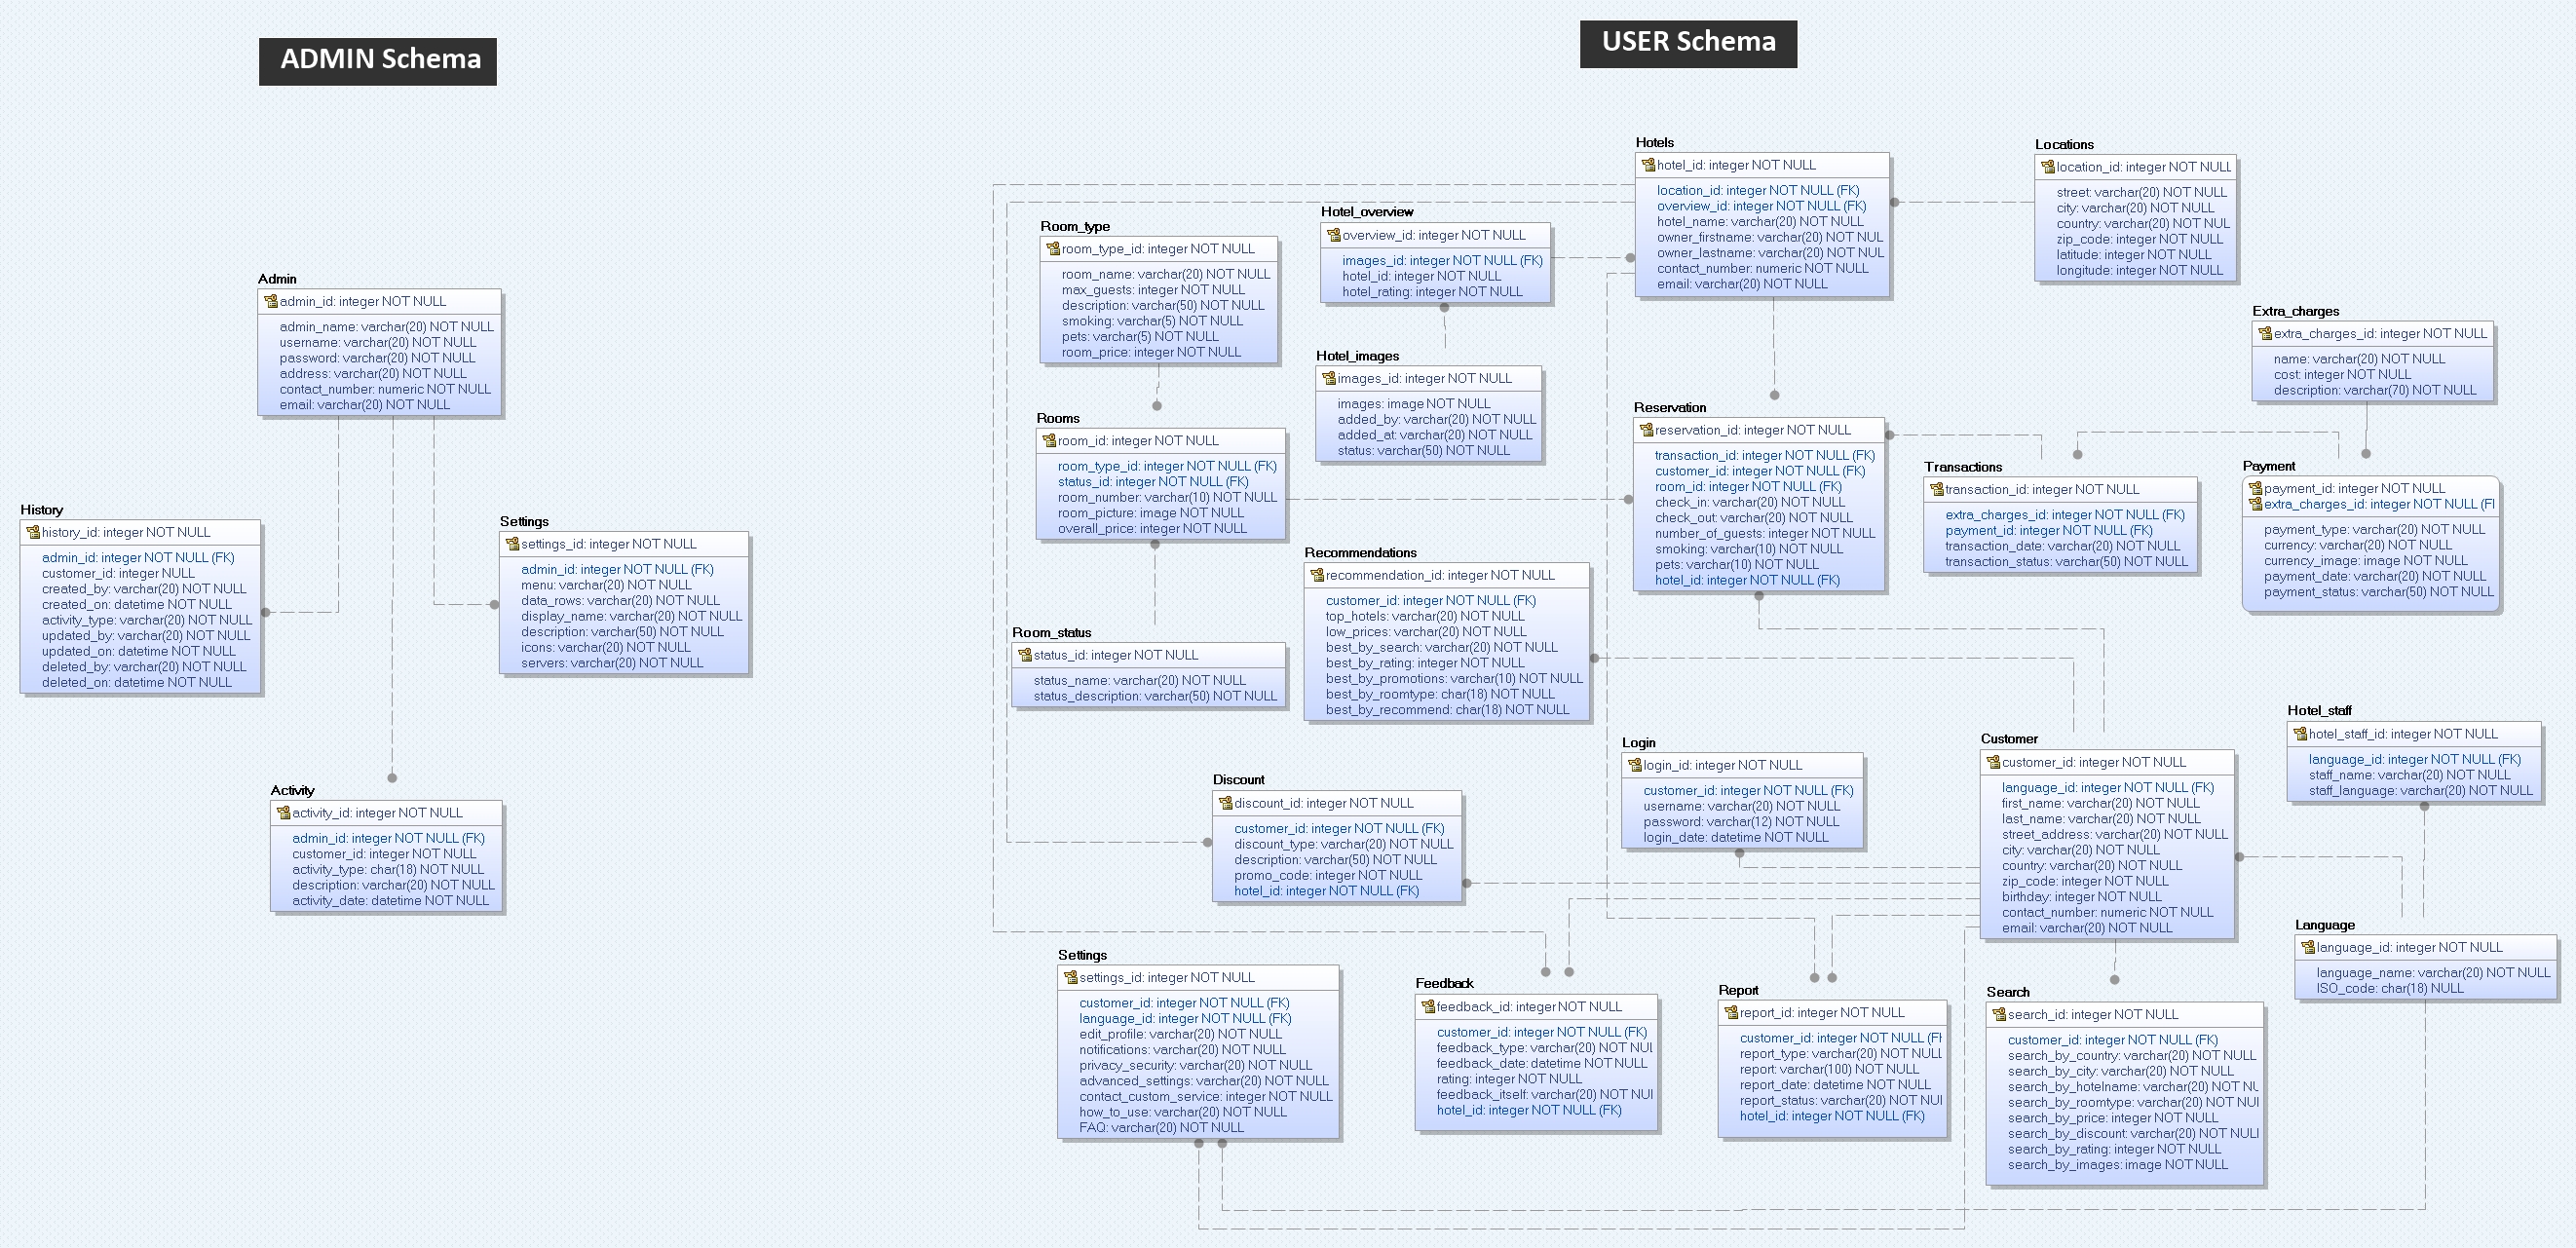 ADMIN Schema
USER Schema
Admin
admin_id: integer NOT NULL
admin_name: varchar(20) NOT NULL
username: varchar(20) NOT NULL
password: varchar(20) NOT NULL
address: varchar(20) NOT NULL
contact_number: numeric NOT NULL
email: varchar(20) NOT NULL
History
history_id: integer NOT NULL
admin_id: integer NOT NULL (FK)
customer_id: integer NULL
created_by: varchar(20) NOT NULL
created_on: datetime NOT NULL
activity_type: varchar(20) NOT NULL
updated_by: varchar(20) NOT NULL
updated_on: datetime NOT NULL
deleted_by: varchar(20) NOT NULL
deleted_on: datetime NOT NULL
Settings
settings_id: integer NOT NULL
admin_id: integer NOT NULL (FK)
menu: varchar(20) NOT NULL
data_rows: varchar(20) NOT NULL
display_name: varchar(20) NOT NULL
description: varchar(50) NOT NULL
icons: varchar(20) NOT NULL
servers: varchar(20) NOT NULL
Activity
activity_id: integer NOT NULL
admin_id: integer NOT NULL (FK)
customer_id: integer NOT NULL
activity_type: char(18) NOT NULL
description: varchar(20) NOT NULL
activity_date: datetime NOT NULL
Hotels
hotel_id: integer NOT NULL
location_id: integer NOT NULL (FK)
overview_id: integer NOT NULL (FK)
hotel_name: varchar(20) NOT NULL
owner_firstname: varchar(20) NOT NUL
owner_lastname: varchar(20) NOT NUL
contact_number: numeric NOT NULL
email: varchar(20) NOT NULL
Locations
location_id: integer NOT NULL
street: varchar(20) NOT NULL
city: varchar(20) NOT NULL
country: varchar(20) NOT NUL
zip_code: integer NOT NULL
latitude: integer NOT NULL
longitude: integer NOT NULL
Room_type
room_type_id: integer NOT NULL
room_name: varchar(20) NOT NULL
max_guests: integer NOT NULL
description: varchar(50) NOT NULL
smoking: varchar(5) NOT NULL
pets: varchar(5) NOT NULL
room_price: integer NOT NULL
Hotel_overview
overview_id: integer NOT NULL
images_id: integer NOT NULL (FK)
hotel_id: integer NOT NULL
hotel_rating: integer NOT NULL
Hotel_images
images_id: integer NOT NULL
images: image NOT NULL
added_by: varchar(20) NOT NULL
added_at: varchar(20) NOT NULL
status: varchar(50) NOT NULL
Extra_charges
extra_charges_id: integer NOT NULL
name: varchar(20) NOT NULL
cost: integer NOT NULL
description: varchar(70) NOT NULL
Rooms
room_id: integer NOT NULL
room_type_id: integer NOT NULL (FK)
status_id: integer NOT NULL (FK)
room_number: varchar(10) NOT NULL
room_picture: image NOT NULL
overall_price: integer NOT NULL
Reservation
reservation_id: integer NOT NULL
transaction_id: integer NOT NULL (FK)
customer_id: integer NOT NULL (FK)
room_id: integer NOT NULL (FK)
check_in: varchar(20) NOT NULL
check_out: varchar(20) NOT NULL
number_of_guests: integer NOT NULL
smoking: varchar(10) NOT NULL
pets: varchar(10) NOT NULL
hotel_id: integer NOT NULL (FK)
Transactions
transaction_id: integer NOT NULL
extra_charges_id: integer NOT NULL (FK)
payment_id: integer NOT NULL (FK)
transaction_date: varchar(20) NOT NULL
transaction_status: varchar(50) NOT NULL
Payment
payment_id: integer NOT NULL
extra_charges_id: integer NOT NULL (FI
payment_type: varchar(20) NOT NULL
currency: varchar(20) NOT NULL
currency_image: image NOT NULL
payment_date: varchar(20) NOT NULL
payment_status: varchar(50) NOT NULL
Recommendations
recommendation_id: integer NOT NULL
customer_id: integer NOT NULL (FK)
top_hotels: varchar(20) NOT NULL
low_prices: varchar(20) NOT NULL
best_by_search: varchar(20) NOT NULL
best_by_rating: integer NOT NULL
best_by_promotions: varchar(10) NOT NULL
best_by_roomtype: char(18) NOT NULL
best_by_recommend: char(18) NOT NULL
Room_status
status_id: integer NOT NULL
status_name: varchar(20) NOT NULL
status_description: varchar(50) NOT NULL
Login
login_id: integer NOT NULL
customer_id: integer NOT NULL (FK)
username: varchar(20) NOT NULL
password: varchar(12) NOT NULL
login_date: datetime NOT NULL
Customer
customer_id: integer NOT NULL
language_id: integer NOT NULL (FK)
first_name: varchar(20) NOT NULL
last_name: varchar(20) NOT NULL
street_address: varchar(20) NOT NULL
city: varchar(20) NOT NULL
country: varchar(20) NOT NULL
zip_code: integer NOT NULL
birthday: integer NOT NULL
contact_number: numeric NOT NULL
email: varchar(20) NOT NULL
Hotel_staff
hotel_staff_id: integer NOT NULL
language_id: integer NOT NULL (FK)
staff_name: varchar(20) NOT NULL
staff_language: varchar(20) NOT NULL
Discount
discount_id: integer NOT NULL
customer_id: integer NOT NULL (FK)
discount_type: varchar(20) NOT NULL
description: varchar(50) NOT NULL
promo_code: integer NOT NULL
hotel_id: integer NOT NULL (FK)
Language
language_id: integer NOT NULL
language_name: varchar(20) NOT NULL
ISO_code: char(18) NULL
Settings
settings_id: integer NOT NULL
customer_id: integer NOT NULL (FK)
language_id: integer NOT NULL (FK)
edit_profile: varchar(20) NOT NULL
notifications: varchar(20) NOT NULL
privacy_security: varchar(20) NOT NULL
advanced_settings: varchar(20) NOT NULL
contact_custom_service: integer NOT NULL
how_to_use: varchar(20) NOT NULL
FAQ: varchar(20) NOT NULL
Feedback
feedback_id: integer NOT NULL
customer_id: integer NOT NULL (FK)
feedback_type: varchar(20) NOT NUL
feedback_date: datetime NOT NULL
rating: integer NOT NULL
feedback_itself: varchar(20) NOT NUI
hotel_id: integer NOT NULL (FK)
Report
report_id: integer NOT NULL
customer_id: integer NOT NULL (FI
report_type: varchar(20) NOT NULL
report: varchar(100) NOT NULL
report_date: datetime NOT NULL
report_status: varchar(20) NOT NUI
hotel_id: integer NOT NULL (FK)
Search
search_id: integer NOT NULL
customer_id: integer NOT NULL (FK)
search_by_country: varchar(20) NOT NULL
search_by_city: varchar(20) NOT NULL
search_by_hotelname: varchar(20) NOT NU
search_by_roomtype: varchar(20) NOT NUI
search_by_price: integer NOT NULL
search_by_discount: varchar(20) NOT NULI
search_by_rating: integer NOT NULL
search_by_images: image NOT NULL